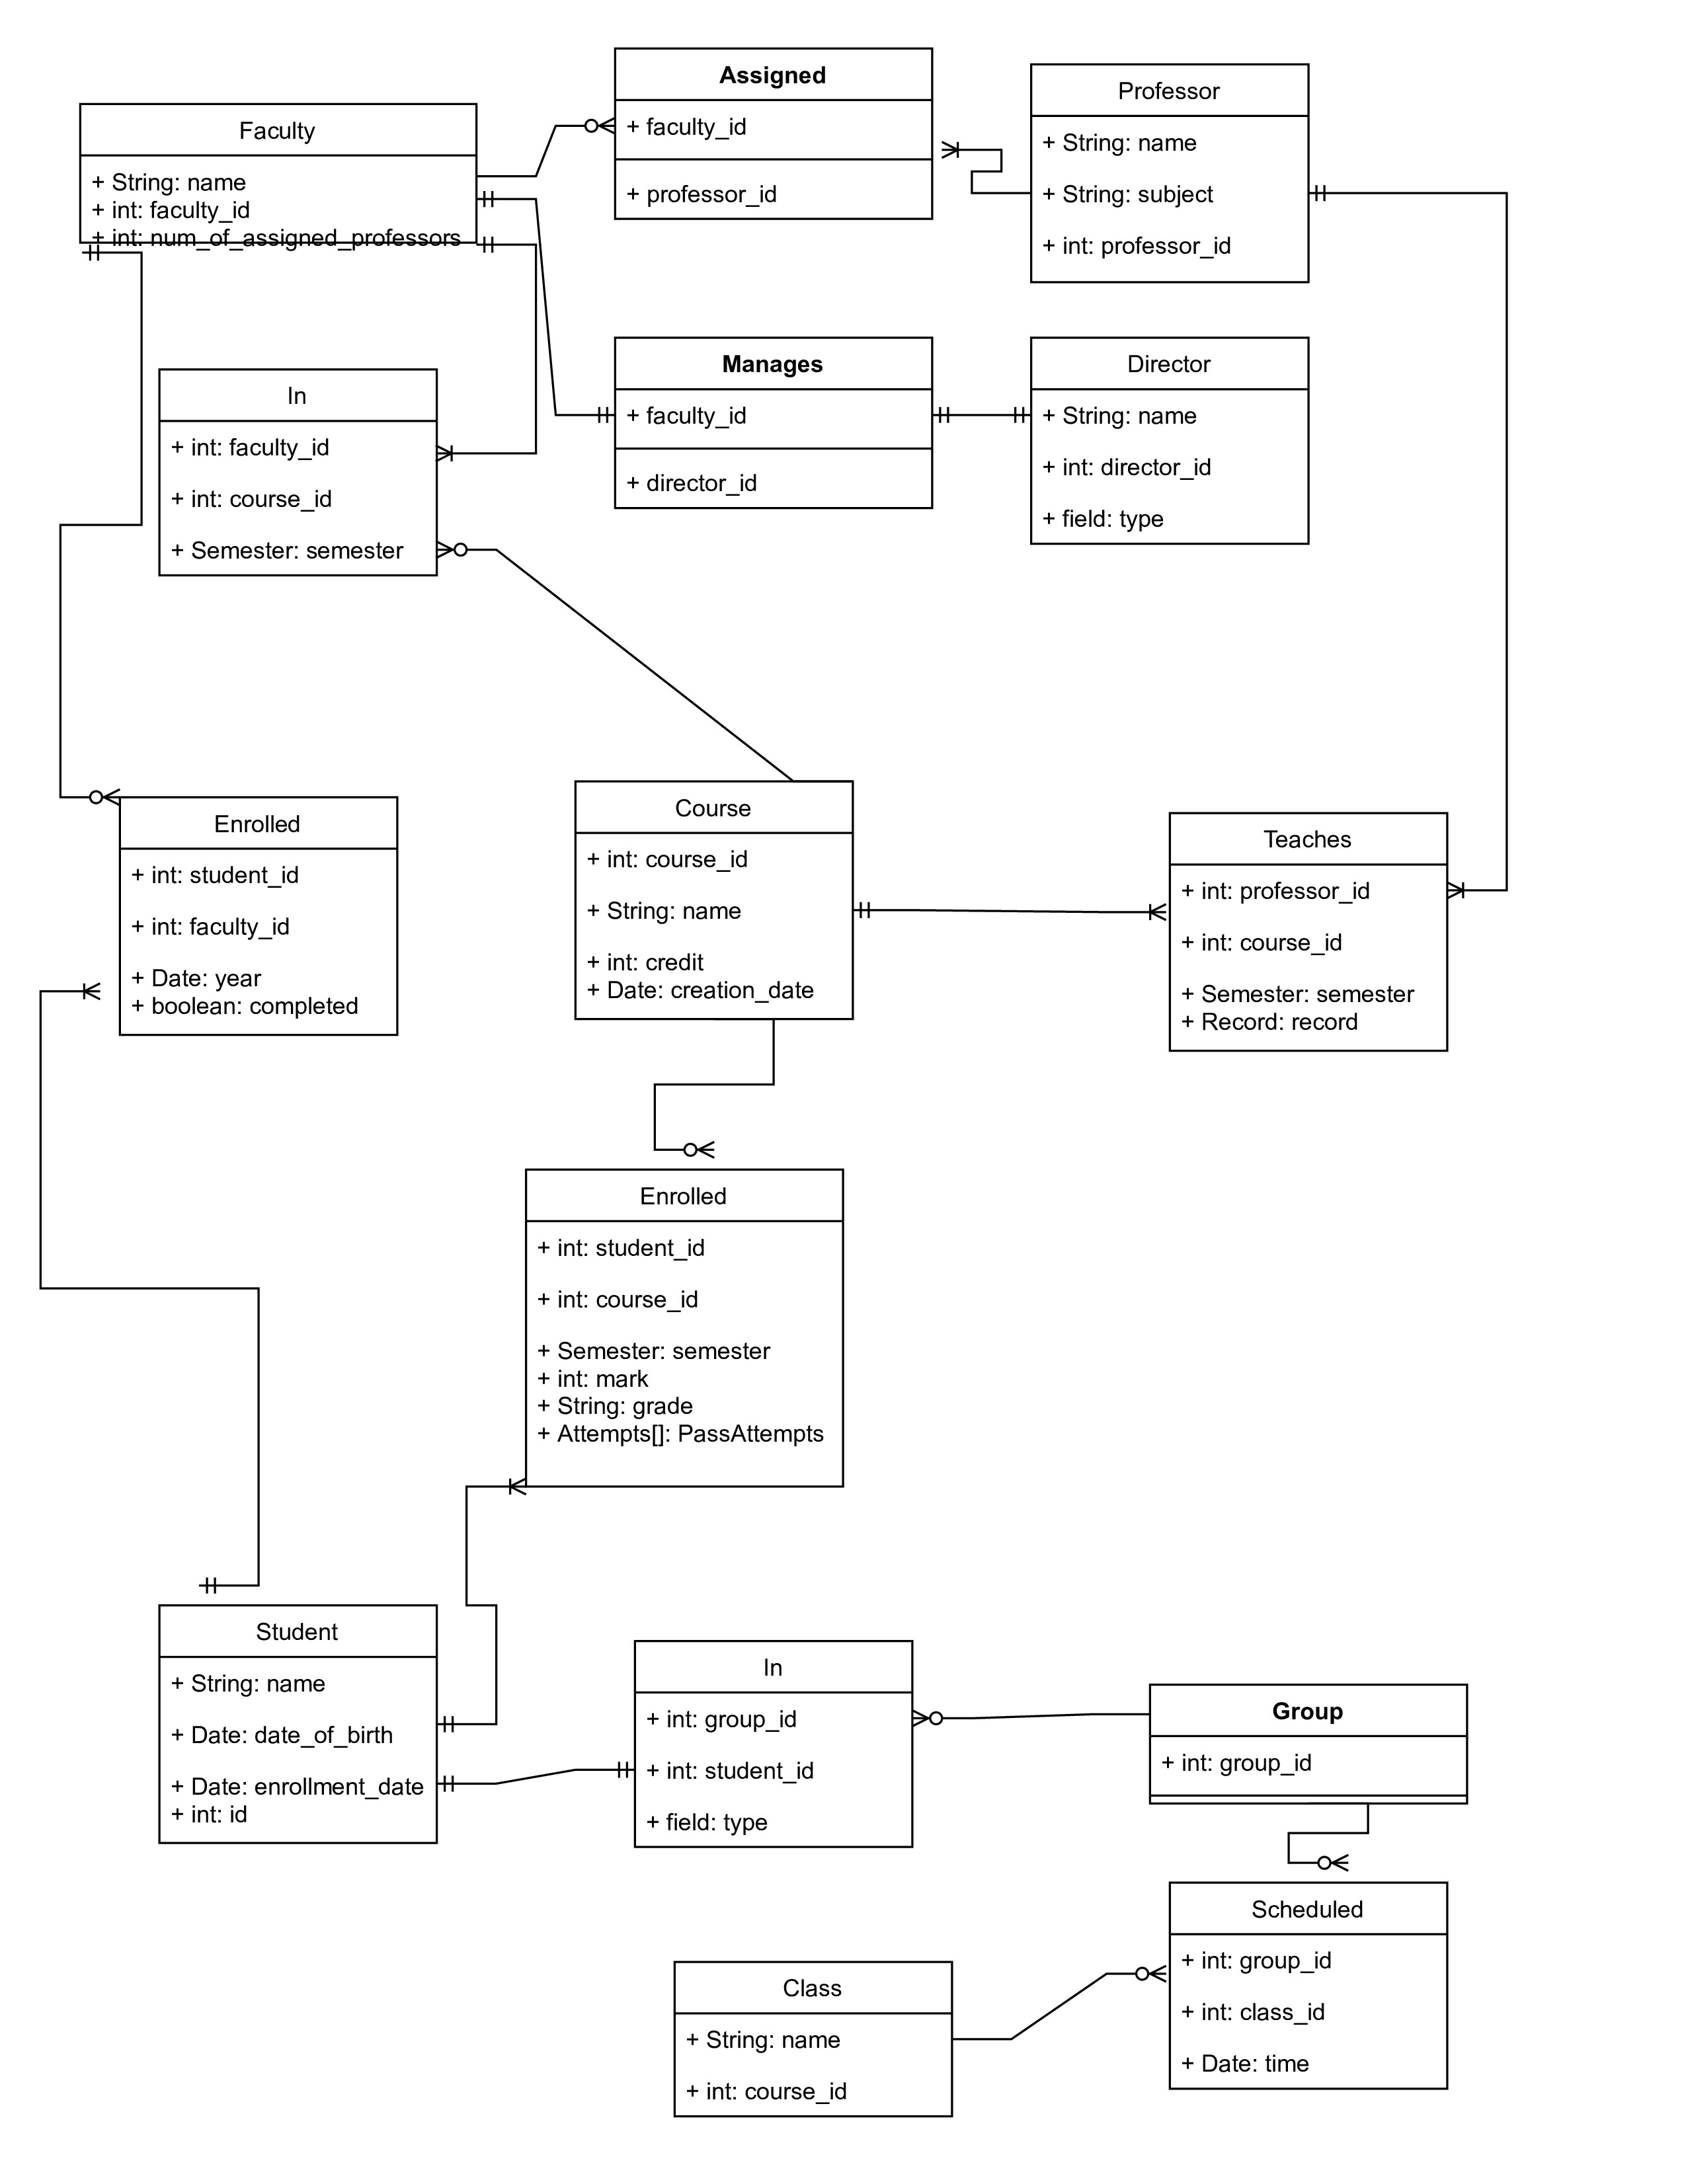 Assigned
+ faculty_id
+ professor_id
Professor
+ String: name
+ String: subject
+ int: professor_id
Faculty
+ String: name
+ int: faculty_id
+ int: num_of_assigned_professors
Manages
+ faculty_id
+ director_id
Director
+ String: name
+ int: director_id
+ field: type
In
+ int: faculty_id
+ int: course_id
+ Semester: semester
Enrolled
+ int: student_id
+ int: faculty_id
+ Date: year
+ boolean: completed
Course
+ int: course_id
+ String: name
+ int: credit
+ Date: creation_date
Teaches
+ int: professor_id
+ int: course_id
+ Semester: semester
+ Record: record
Enrolled
+ int: student_id
+ int: course_id
+ Semester: semester
+ int: mark
+ String: grade
+ Attempts[]: PassAttempts
Student
+ String: name
+ Date: date_of_birth
+ Date: enrollment_date
+ int: id
In
+ int: group_id
+ int: student_id
+ field: type
Group
+ int: group_id
Scheduled
+ int: group_id
+ int: class_id
+ Date: time
Class
+ String: name
+ int: course_id